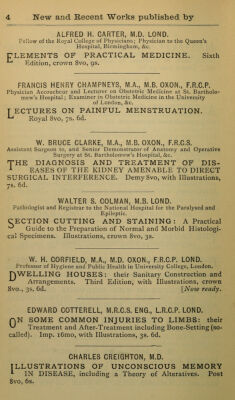 4 New and Recent Works published by
ALFRED H. CARTER, M.D. LOND.
Fellow of the Royal College of Physicians; Physician to the Queen's
Hospital, Birmingham, &c.
ELEMENTS OF PRACTICAL MEDICINE. Sixth
Edition, crown 8vo, 9s.
FRANCIS HENRY CHAMPNEYS, M.A., M.B. OXON., F.R.C.P.
Physician Accoucheur and Lecturer on Obstetric Medicine at St. Bartholo-
mew's Hospital; Examiner in Obstetric Medicine in the University
of London, &c.
LECTURES ON PAINFUL MENSTRUATION.
Royal 8vo, 7s. 6d.
W. BRUCE CLARKE, M.A., M.B. OXON., F.R.C.S.
Assistant Surgeon to, and Senior Demonstrator of Anatomy and Operative
Surgery at St. Bartholomew's Hospital, &c.
THE DIAGNOSIS AND TREATMENT OF DIS-
EASES OF THE KIDNEY AMENABLE TO DIRECT
SURGICAL INTERFERENCE. Demy 8vo, with Illustrations,
7s. 6d.
WALTER S. COLMAN, M.B. LOND.
Pathologist and Registrar to the National Hospital for the Paralysed and
Epileptic.
SECTION CUTTING AND STAINING: A Practical
Guide to the Preparation of Normal and Morbid Histologi-
cal Specimens. Illustrations, crown 8vo, 3s.
W. H. CORFIELD, M.A., M.D. OXON., F.R.C.P. LOND.
Professor of Hygiene and Public Health in University College, London.
DWELLING HOUSES: their Sanitary Construction and
Arrangements. Third Edition, with Illustrations, crown
8vo., 3s. 6d. [Now ready.
EDWARD COTTERELL, M.R.C.S. ENG., L.R.C.P. LOND.
ON SOME COMMON INJURIES TO LIMBS: their
Treatment and After-Treatment including Bone-Setting (so-
called). Imp. 16mo, with Illustrations, 3s. 6d.
CHARLES CREIGHTON, M.D.
ILLUSTRATIONS OF UNCONSCIOUS MEMORY
IN DISEASE, including a Theory of Alteratives. Post
8vo, 6s.